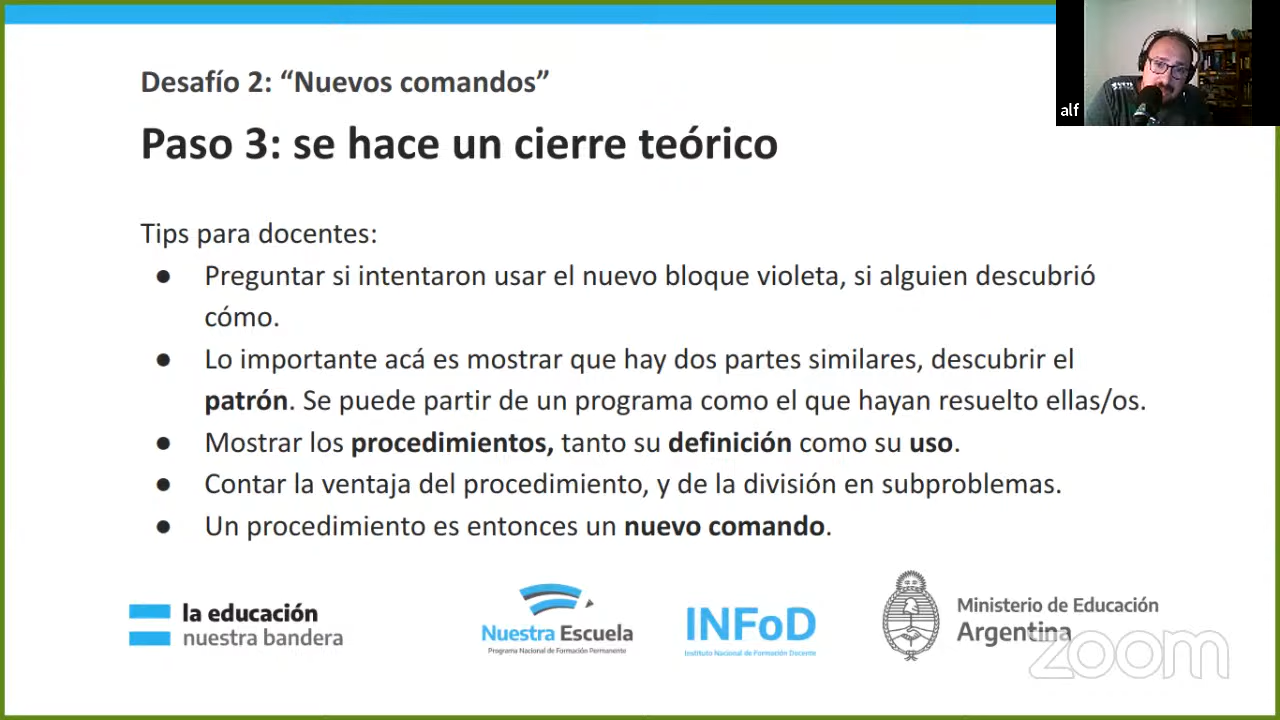 alf
Desafío 2: “Nuevos comandos”
Paso 3: se hace un cierre teórico
Tips para docentes:
● Preguntar si intentaron usar el nuevo bloque violeta, si alguien descubrió
cómo.
● Lo importante acá es mostrar que hay dos partes similares, descubrir el
patrón. Se puede partir de un programa como el que hayan resuelto ellas/os.
● Mostrar los procedimientos, tanto su definición como su uso.
● Contar la ventaja del procedimiento, y de la división en subproblemas.
● Un procedimiento es entonces un nuevo comando.
la educación
nuestra bandera
Nuestra Escuela
Programa Nacional de Formación Permanente
INFoD
Instituto Nacional de Formación Docente
Ministerio de Educación
Argentina
zoom